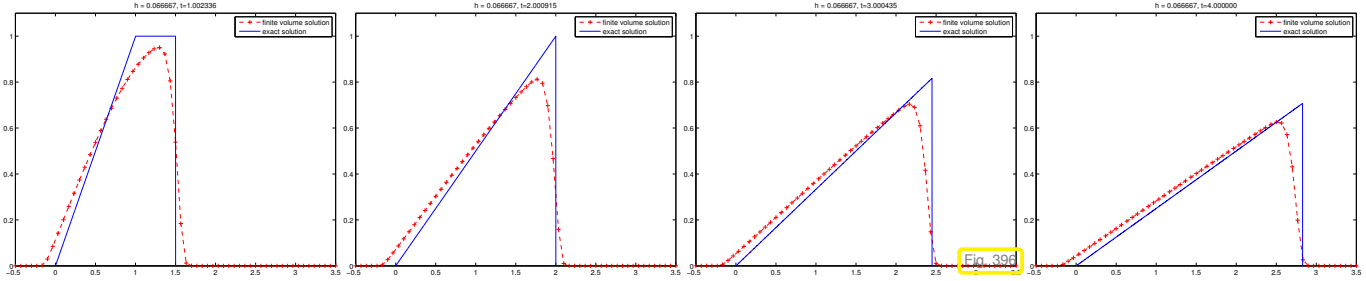 h = 0.066667, t=1.002336
finite volume solution
exact solution
1
0.8
0.6
0.4
0.2
0
−0.5 0 0.5 1 1.5 2 2.5 3 3.5
h = 0.066667, t=2.000915
finite volume solution
exact solution
1
0.8
0.6
0.4
0.2
0
−0.5 0 0.5 1 1.5 2 2.5 3 3.5
h = 0.066667, t=3.000435
finite volume solution
exact solution
1
0.8
0.6
0.4
0.2
0
−0.5 0 0.5 1 1.5 2 2.5 3 3.5
Fig. 396
h = 0.066667, t=4.000000
finite volume solution
exact solution
1
0.8
0.6
0.4
0.2
0
−0.5 0 0.5 1 1.5 2 2.5 3 3.5